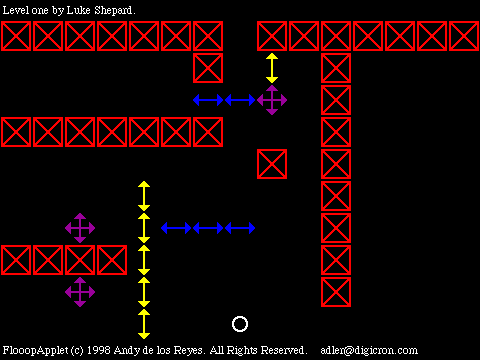 Level one by Luke Shepard.
FlooopApplet (c) 1998 Andy de los Reyes. All Rights Reserved. adler@digicron.com